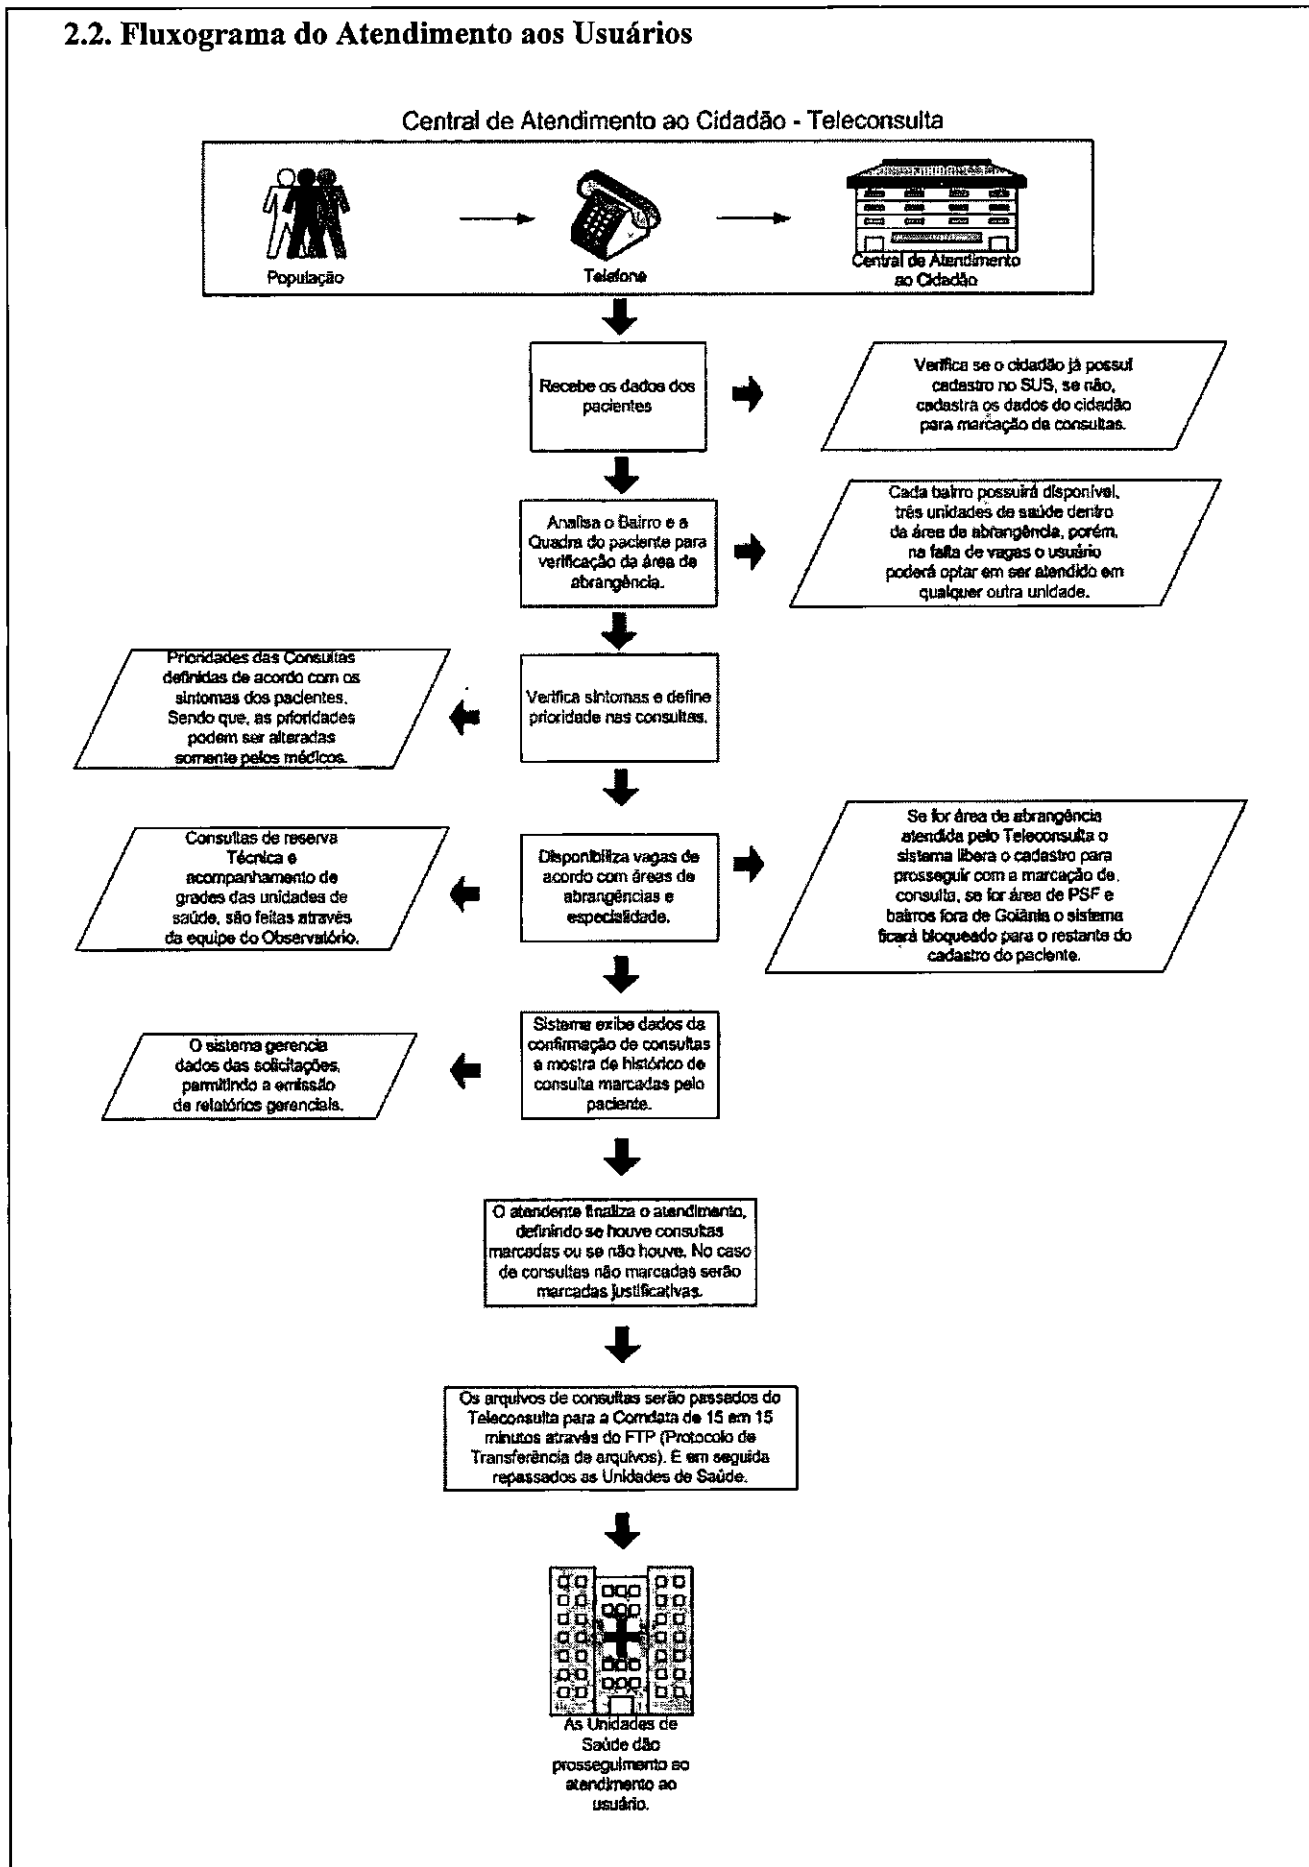 2.2. Fluxograma do Atendimento aos Usuários
Central de Atendimento ao Cidadão - Teleconsulta
População
Telefone
Central de Atendimento
ao Cidadão
Recebe os dados dos
pacientes
Verifica se o cidadão já possui
cadastro no SUS, se não,
cadastra os dados do cidadão
para marcação de consultas.
Analisa o Bairro e a
Quadra do paciente para
verificação da área de
abrangência.
Cada bairro possuirá disponível,
três unidades de saúde dentro
da área de abrangência, porém,
na falta de vagas o usuário
poderá optar em ser atendido em
qualquer outra unidade.
Prioridades das Consultas
definidas de acordo com os
sintomas dos pacientes.
Sendo que, as prioridades
podem ser alteradas
somente pelos médicos.
Verifica sintomas e define
prioridade nas consultas.
Consultas de reserva
Técnica e
acompanhamento de
grades das unidades de
saúde, são feitas através
da equipe do Observatório.
Disponibiliza vagas de
acordo com áreas de
abrangências e
especialidade.
Se for área de abrangência
atendida pelo Teleconsulta o
sistema libera o cadastro para
prosseguir com a marcação de
consulta, se for área de PSF e
bairros fora de Goiânia o sistema
ficará bloqueado para o restante do
cadastro do paciente.
O sistema gerencia
dados das solicitações,
permitindo a emissão
de relatórios gerenciais.
Sistema exibe dados da
confirmação de consultas
e mostra de histórico de
consulta marcadas pelo
paciente.
O atendente finaliza o atendimento,
definindo se houve consultas
marcadas ou se não houve. No caso
de consultas não marcadas serão
marcadas justificativas.
Os arquivos de consultas serão passados do
Teleconsulta para a Comdata de 15 em 15
minutos através do FTP (Protocolo de
Transferência de arquivos). E em seguida
repassados as Unidades de Saúde.
As Unidades de
Saúde dão
prosseguimento ao
atendimento ao
usuário.